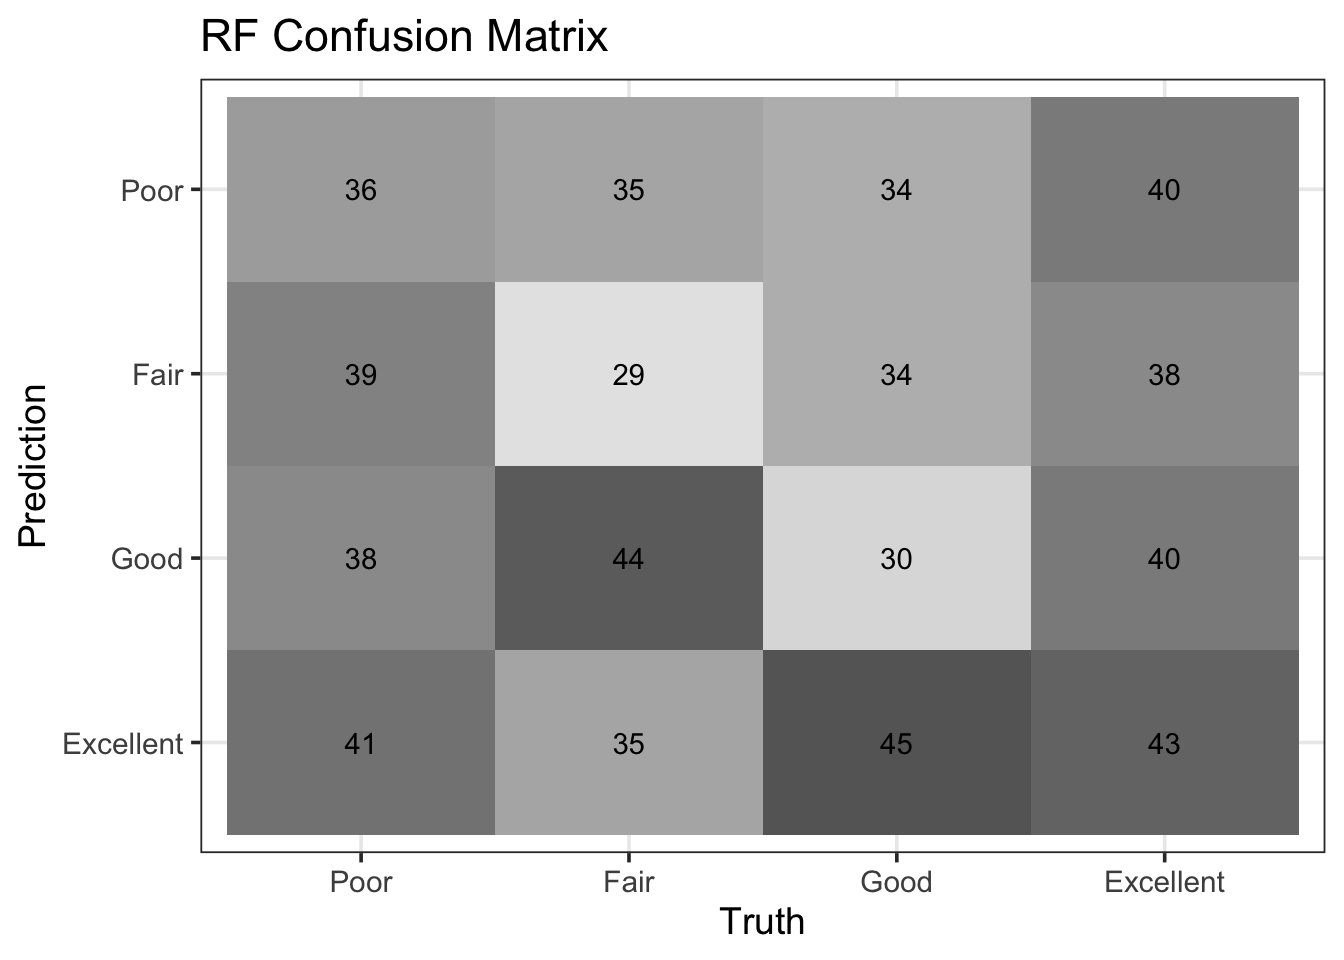 RF Confusion Matrix
Prediction
Poor 36 35 34 40
Fair 39 29 34 38
Good 38 44 30 40
Excellent 41 35 45 43
Poor Fair Good Excellent
Truth